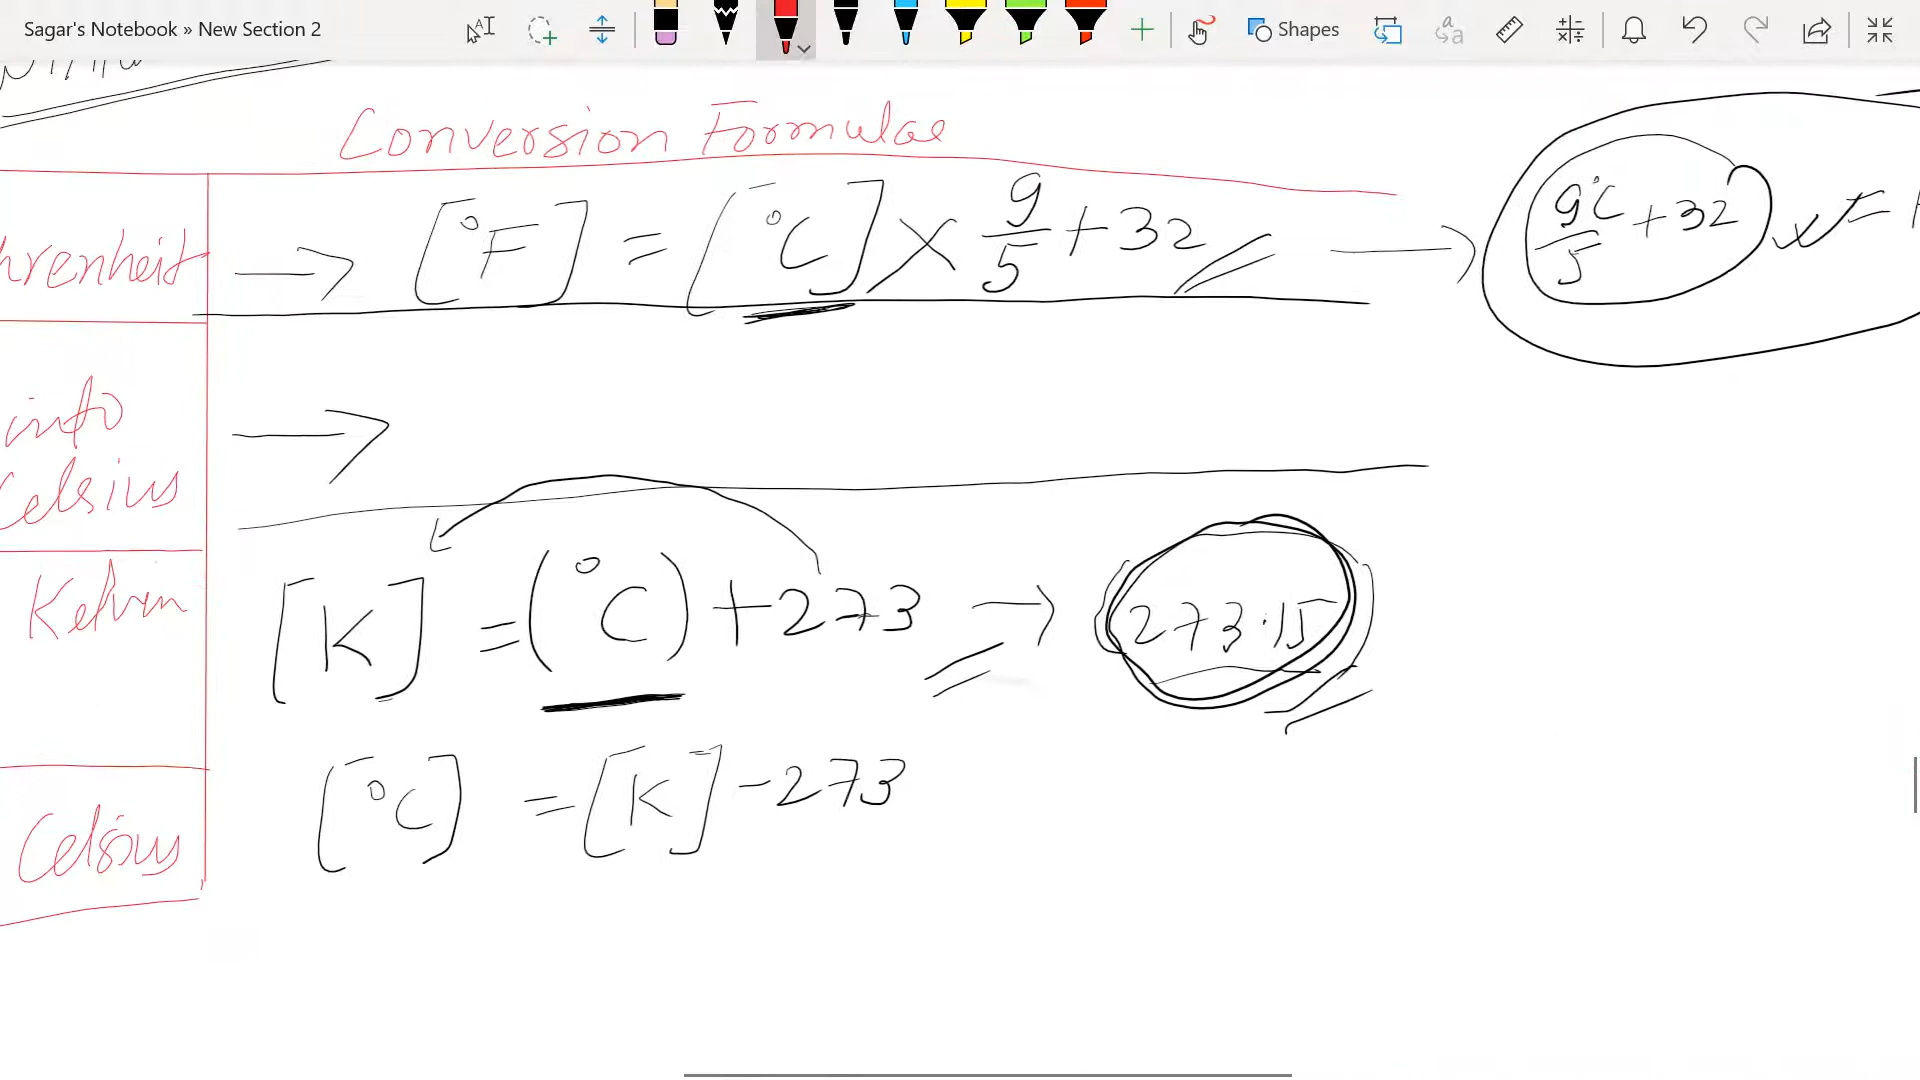 Sagar's Notebook » New Section 2
Shapes
Conversion Formulae
hrenheit → [°F] = [°C] × 9/5 + 32 → 9°C/5 + 32 =
into
Celsius →
Kelvin [K] = (°C) + 273 → 273.15
Celsius [°C] = [K] - 273